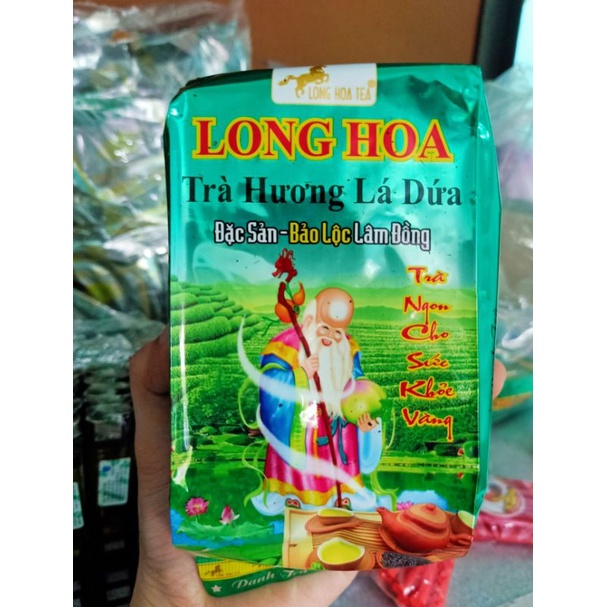 LONG HOA TEA
LONG HOA
Trà Hương Lá Dứa
Đặc Sản - Bảo Lộc Lâm Đồng
Trà
Ngon
Cho
Sức
Khỏe
Vàng
Danh